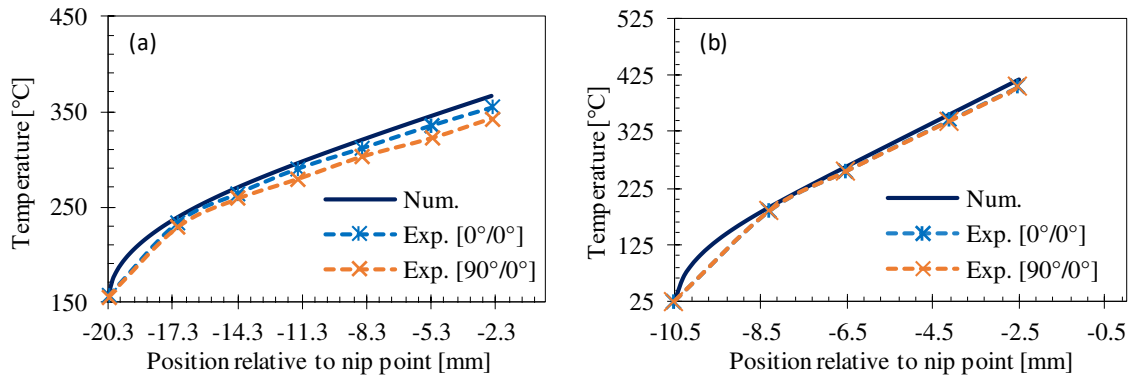 (a)
Temperature [°C]
450
350
250
150
Num.
Exp. [0°/0°]
Exp. [90°/0°]
-20.3 -17.3 -14.3 -11.3 -8.3 -5.3 -2.3
Position relative to nip point [mm]
(b)
Temperature [°C]
525
425
325
225
125
25
Num.
Exp. [0°/0°]
Exp. [90°/0°]
-10.5 -8.5 -6.5 -4.5 -2.5 -0.5
Position relative to nip point [mm]